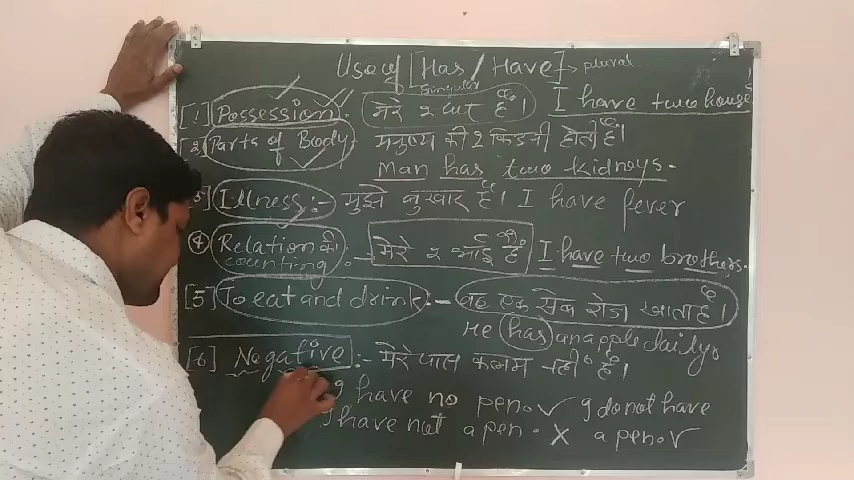 Use of [Has/Have] → plural
Singular
[1] Possession. मेरे २ घर हैं। I have two house
[2] Parts of Body. मनुष्य की 2 किडनी होती हैं।
Man has two kidneys.
Illness :- मुझे बुखार है। I have fever
④ Relation की counting :- मेरे २ भाई हैं. I have two brothers.
[5] To eat and drink :- वह एक सेब रोज खाता है।
He has an apple daily,
[6] Negative :- मेरे पास कलम नहीं है।
I have no pen. ✓ I do not have
I have not a pen. X a pen. ✓